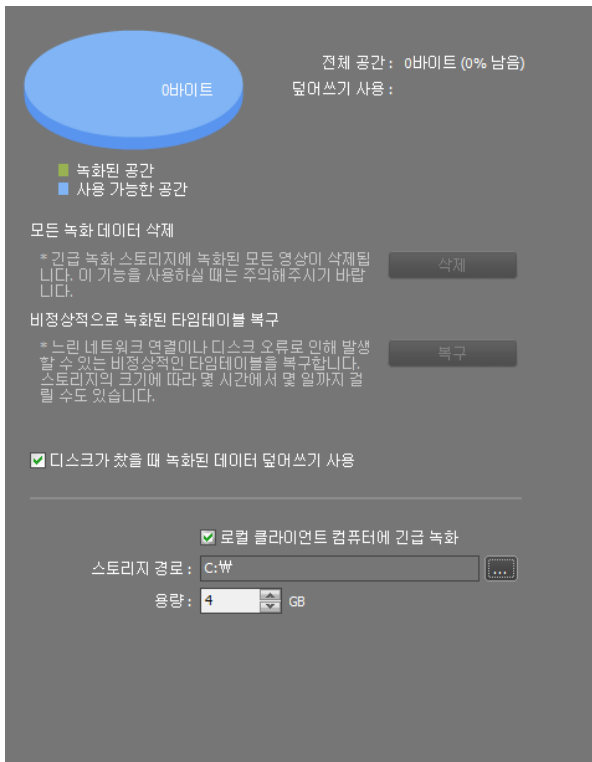 전체 공간 : 0바이트 (0% 남음)
0바이트
덮어쓰기 사용 :
녹화된 공간
사용 가능한 공간
모든 녹화 데이터 삭제
* 긴급 녹화 스토리지에 녹화된 모든 영상이 삭제됩
니다. 이 기능을 사용하실 때는 주의해주시기 바랍
니다.
삭제
비정상적으로 녹화된 타임테이블 복구
* 느린 네트워크 연결이나 디스크 오류로 인해 발생
할 수 있는 비정상적인 타임테이블을 복구합니다.
스토리지의 크기에 따라 몇 시간에서 몇 일까지 걸
릴 수도 있습니다.
복구
디스크가 찼을 때 녹화된 데이터 덮어쓰기 사용
로컬 클라이언트 컴퓨터에 긴급 녹화
스토리지 경로 : C:₩ ...
용량 : 4 GB